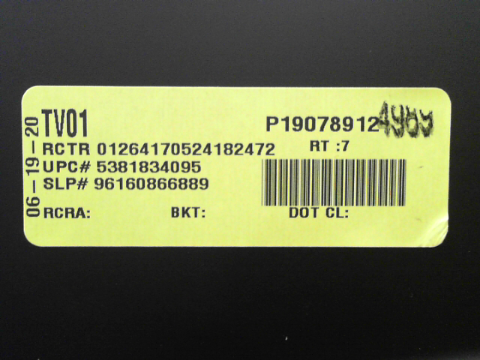 06-19-20
TV01 P19078912
RCTR 01264170524182472 RT :7
UPC# 5381834095
SLP# 96160866889
RCRA: BKT: DOT CL: